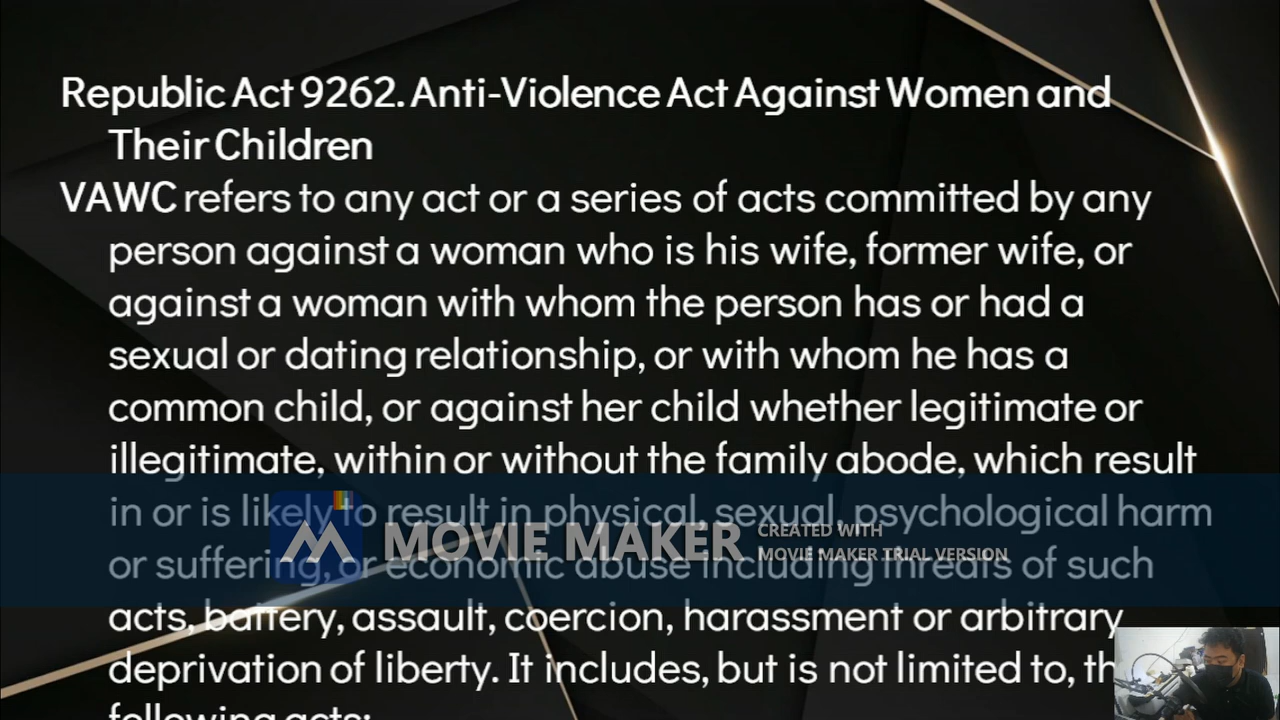 Republic Act 9262. Anti-Violence Act Against Women and
Their Children
VAWC refers to any act or a series of acts committed by any
person against a woman who is his wife, former wife, or
against a woman with whom the person has or had a
sexual or dating relationship, or with whom he has a
common child, or against her child whether legitimate or
illegitimate, within or without the family abode, which result
in or is likely to result in physical, sexual, psychological harm
or suffering, or economic abuse including threats of such
MOVIE MAKER
CREATED WITH
MOVIE MAKER TRIAL VERSION
acts, battery, assault, coercion, harassment or arbitrary
deprivation of liberty. It includes, but is not limited to, th
following acts: